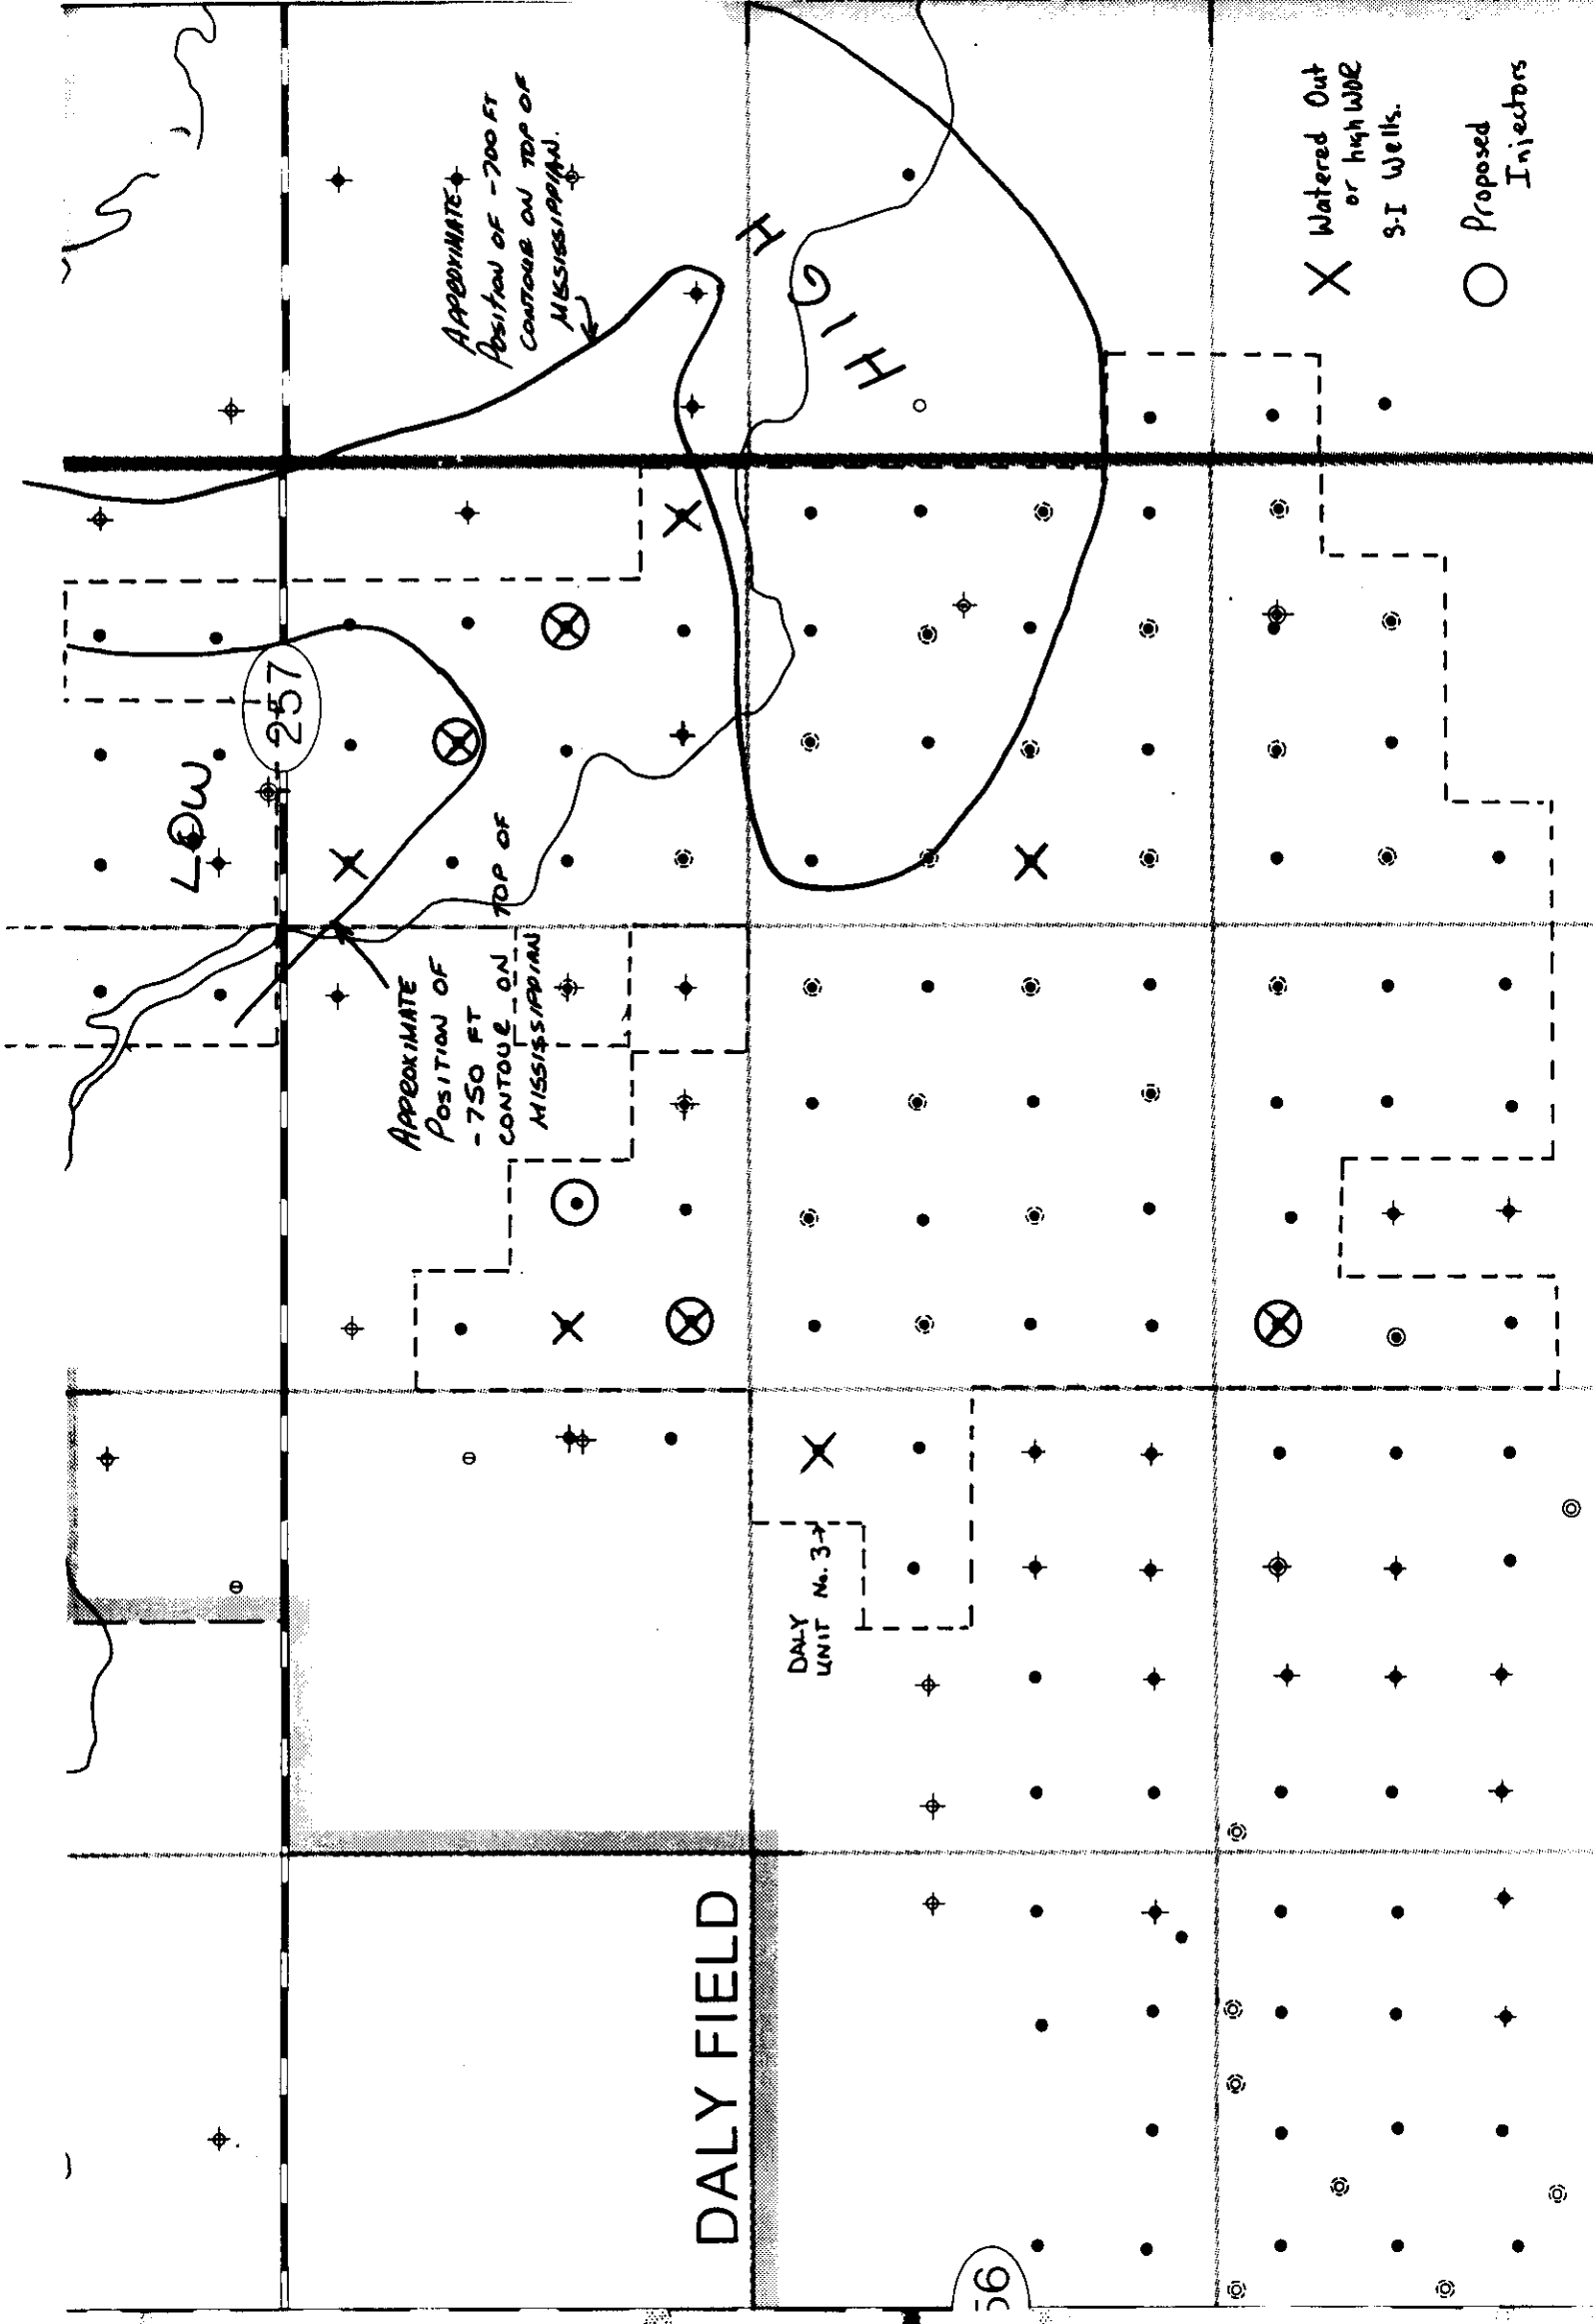 APPROXIMATE
POSITION OF -700 FT
CONTOUR ON TOP OF
MISSISSIPPIAN.
HIGH
X Watered Out
or high WOR
S-I Wells.
O Proposed
Injectors
257
LOW
APPROXIMATE
POSITION OF
-750 FT
CONTOUR ON TOP OF
MISSISSIPPIAN
DALY
UNIT No. 3
DALY FIELD
56